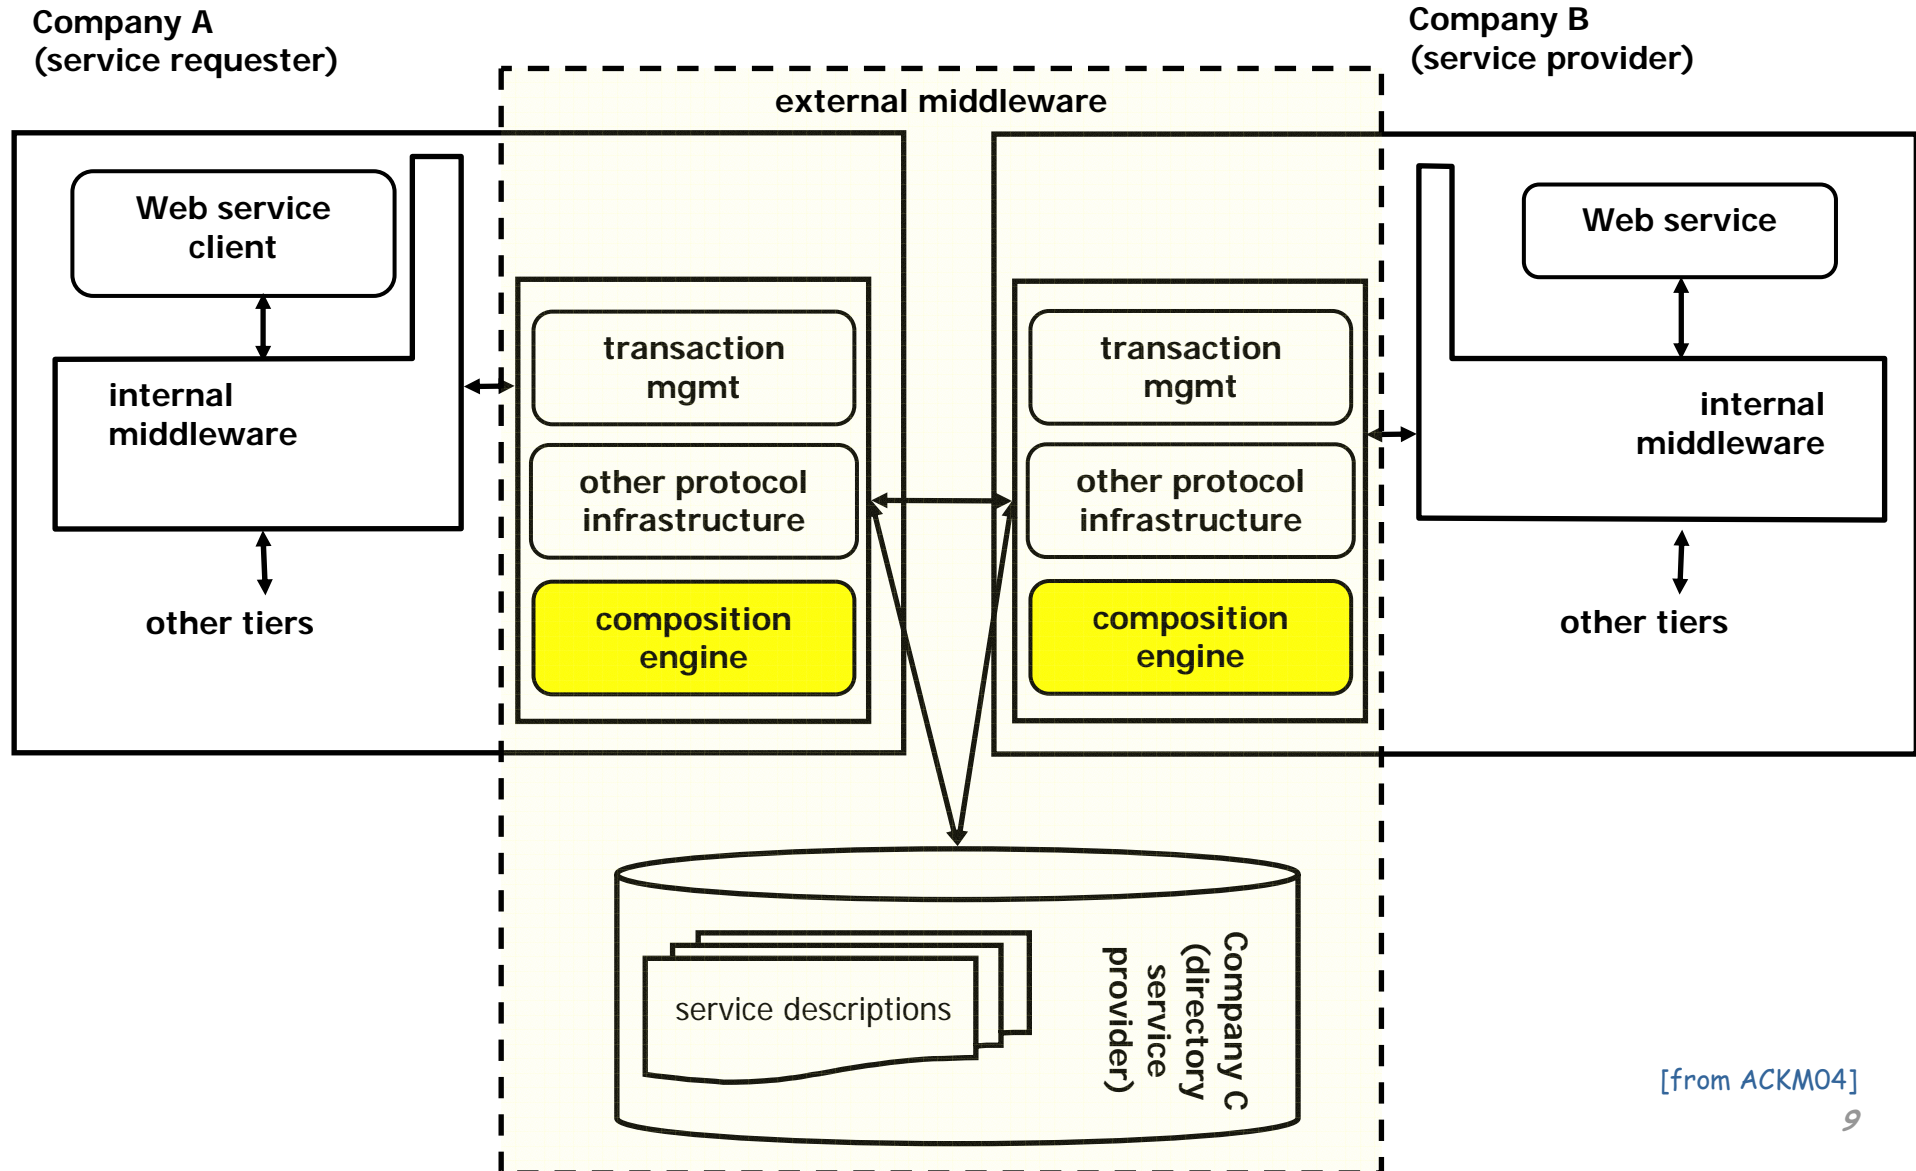 Company A
(service requester)
Company B
(service provider)
external middleware
Web service
client
Web service
internal
middleware
transaction
mgmt
transaction
mgmt
internal
middleware
other protocol
infrastructure
other protocol
infrastructure
other tiers
composition
engine
composition
engine
other tiers
service descriptions
Company C
(directory
service
provider)
[from ACKM04]
9